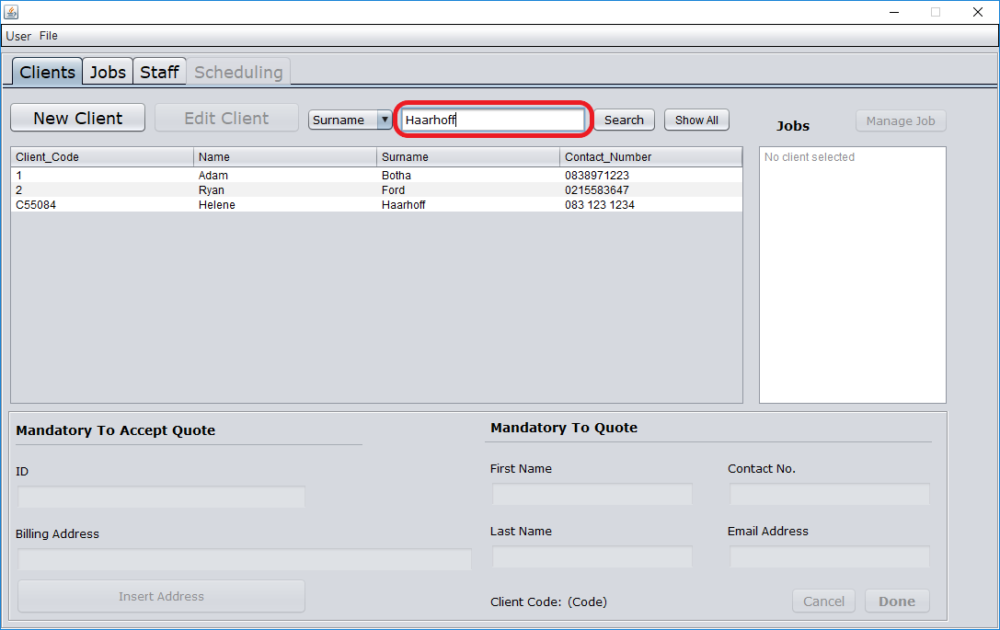 User File
Clients Jobs Staff Scheduling
New Client Edit Client Surname Haarhoff Search Show All Jobs Manage Job
Client_Code Name Surname Contact_Number
1 Adam Botha 0838971223
2 Ryan Ford 0215583647
C55084 Helene Haarhoff 083 123 1234
No client selected
Mandatory To Accept Quote
ID
Billing Address
Insert Address
Mandatory To Quote
First Name Contact No.
Last Name Email Address
Client Code: (Code) Cancel Done